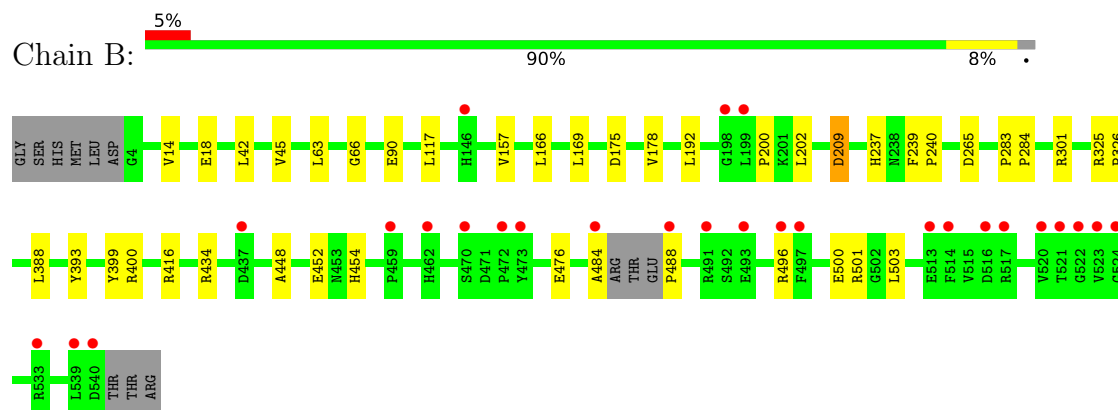 5%
Chain B:
90% 8% •
GLY SER HIS MET LEU ASP G4 V14 E18 L42 V45 L63 G66 E90 L117 H146 V157 L166 L169 D175 V178 L192 G198 L199 P200 K201 L202 D209 H237 N238 F239 P240 D265 P283 P284 R301 R325
L388 Y393 Y399 R400 R416 R434 D437 A448 E452 N453 H454 P459 H462 S470 D471 P472 Y473 E476 A484 ARG THR GLU P488 R491 S492 E493 R496 F497 E500 R501 G502 L503 E513 F514 V515 D516 R517 V520 T521 G522 V523
R533 L539 D540 THR THR ARG